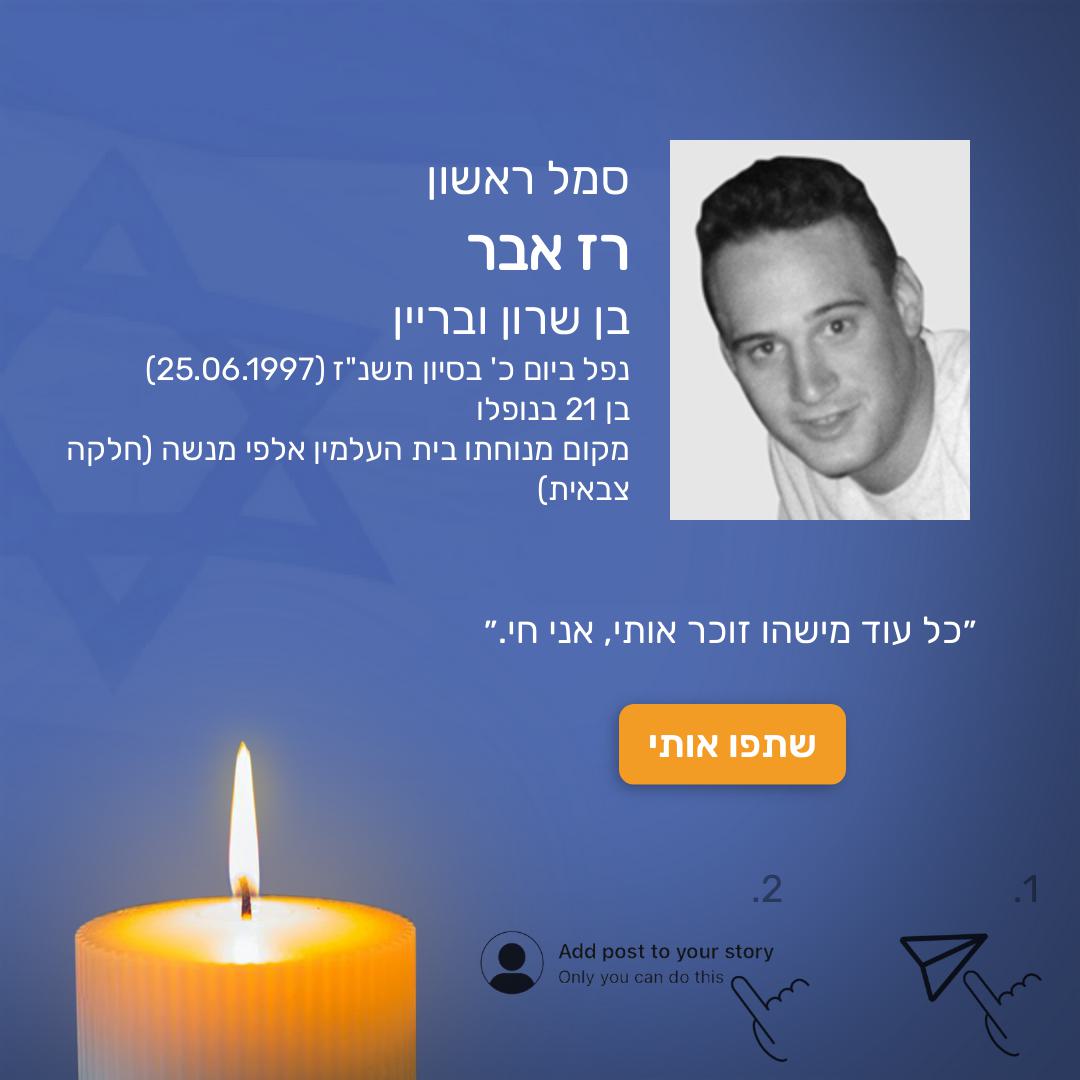 סמל ראשון
רז אבר
בן שרון ובריין
נפל ביום כ' בסיון תשנ"ז (25.06.1997)
בן 21 בנופלו
מקום מנוחתו בית העלמין אלפי מנשה (חלקה
צבאית)
״כל עוד מישהו זוכר אותי, אני חי.״
שתפו אותי
.1
.2
Add post to your story
Only you can do this